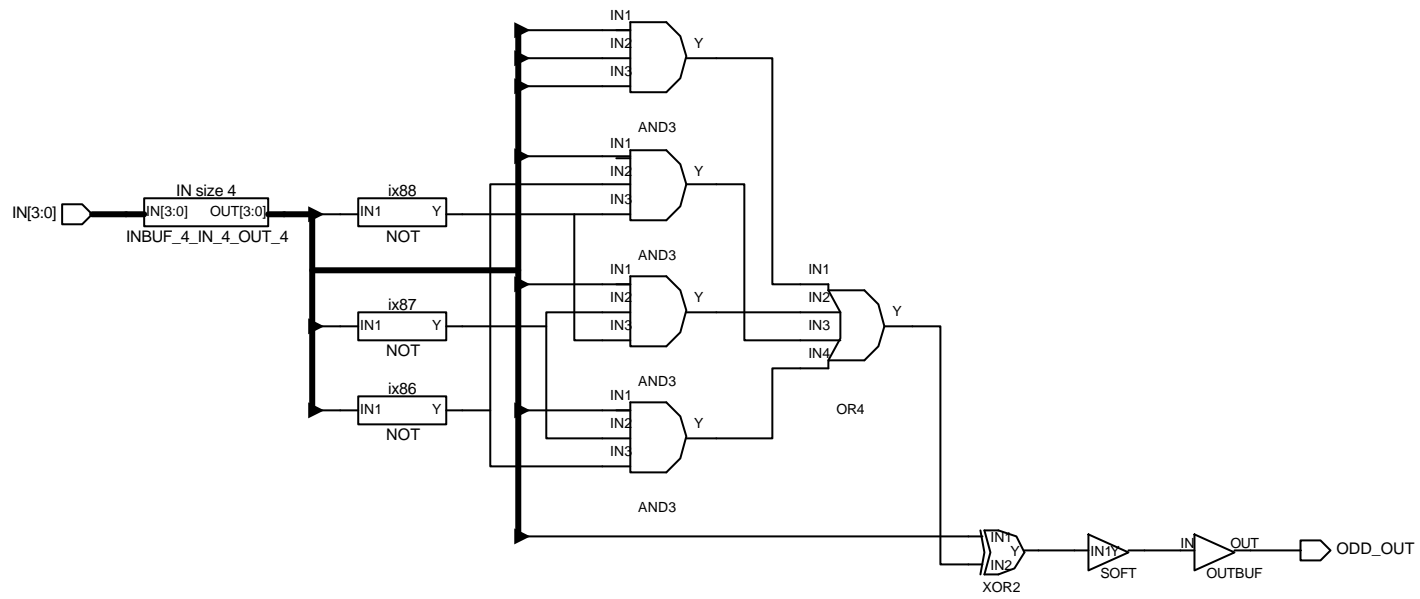 IN1
IN2
IN3
Y
AND3
IN1
IN2
IN3
Y
AND3
IN1
IN2
IN3
Y
AND3
IN1
IN2
IN3
Y
AND3
IN[3:0]
IN size 4
IN[3:0] OUT[3:0]
INBUF_4_IN_4_OUT_4
ix88
IN1 Y
NOT
ix87
IN1 Y
NOT
ix86
IN1 Y
NOT
IN1
IN2
IN3
IN4
Y
OR4
IN1
Y
IN2
XOR2
IN1Y
SOFT
IN OUT
OUTBUF
ODD_OUT